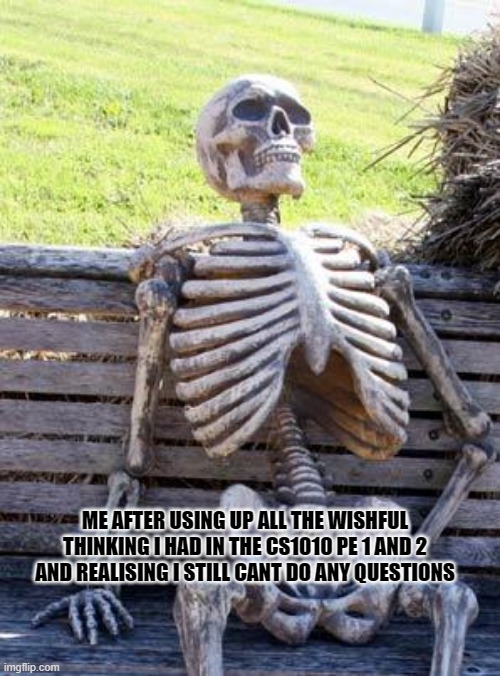 ME AFTER USING UP ALL THE WISHFUL
THINKING I HAD IN THE CS1010 PE 1 AND 2
AND REALISING I STILL CANT DO ANY QUESTIONS
imgflip.com